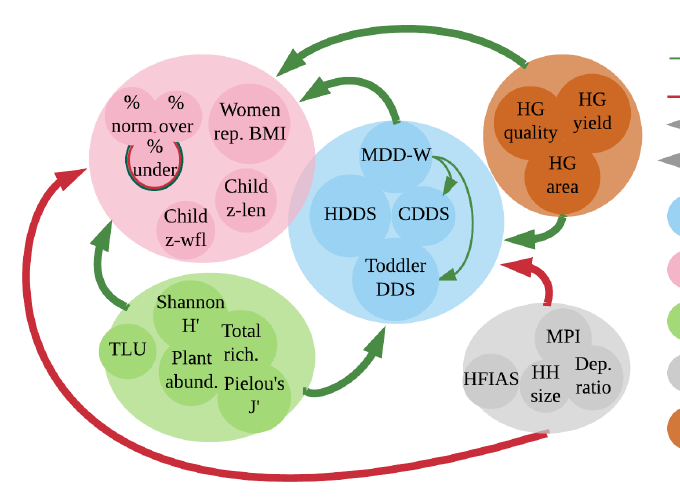 %
norm.
%
over
%
under
Women
rep. BMI
Child
z-len
Child
z-wfl
MDD-W
HDDS
CDDS
Toddler
DDS
HG
quality
HG
yield
HG
area
Shannon
H'
TLU
Total
rich.
Plant
abund.
Pielou's
J'
MPI
HFIAS
HH
size
Dep.
ratio